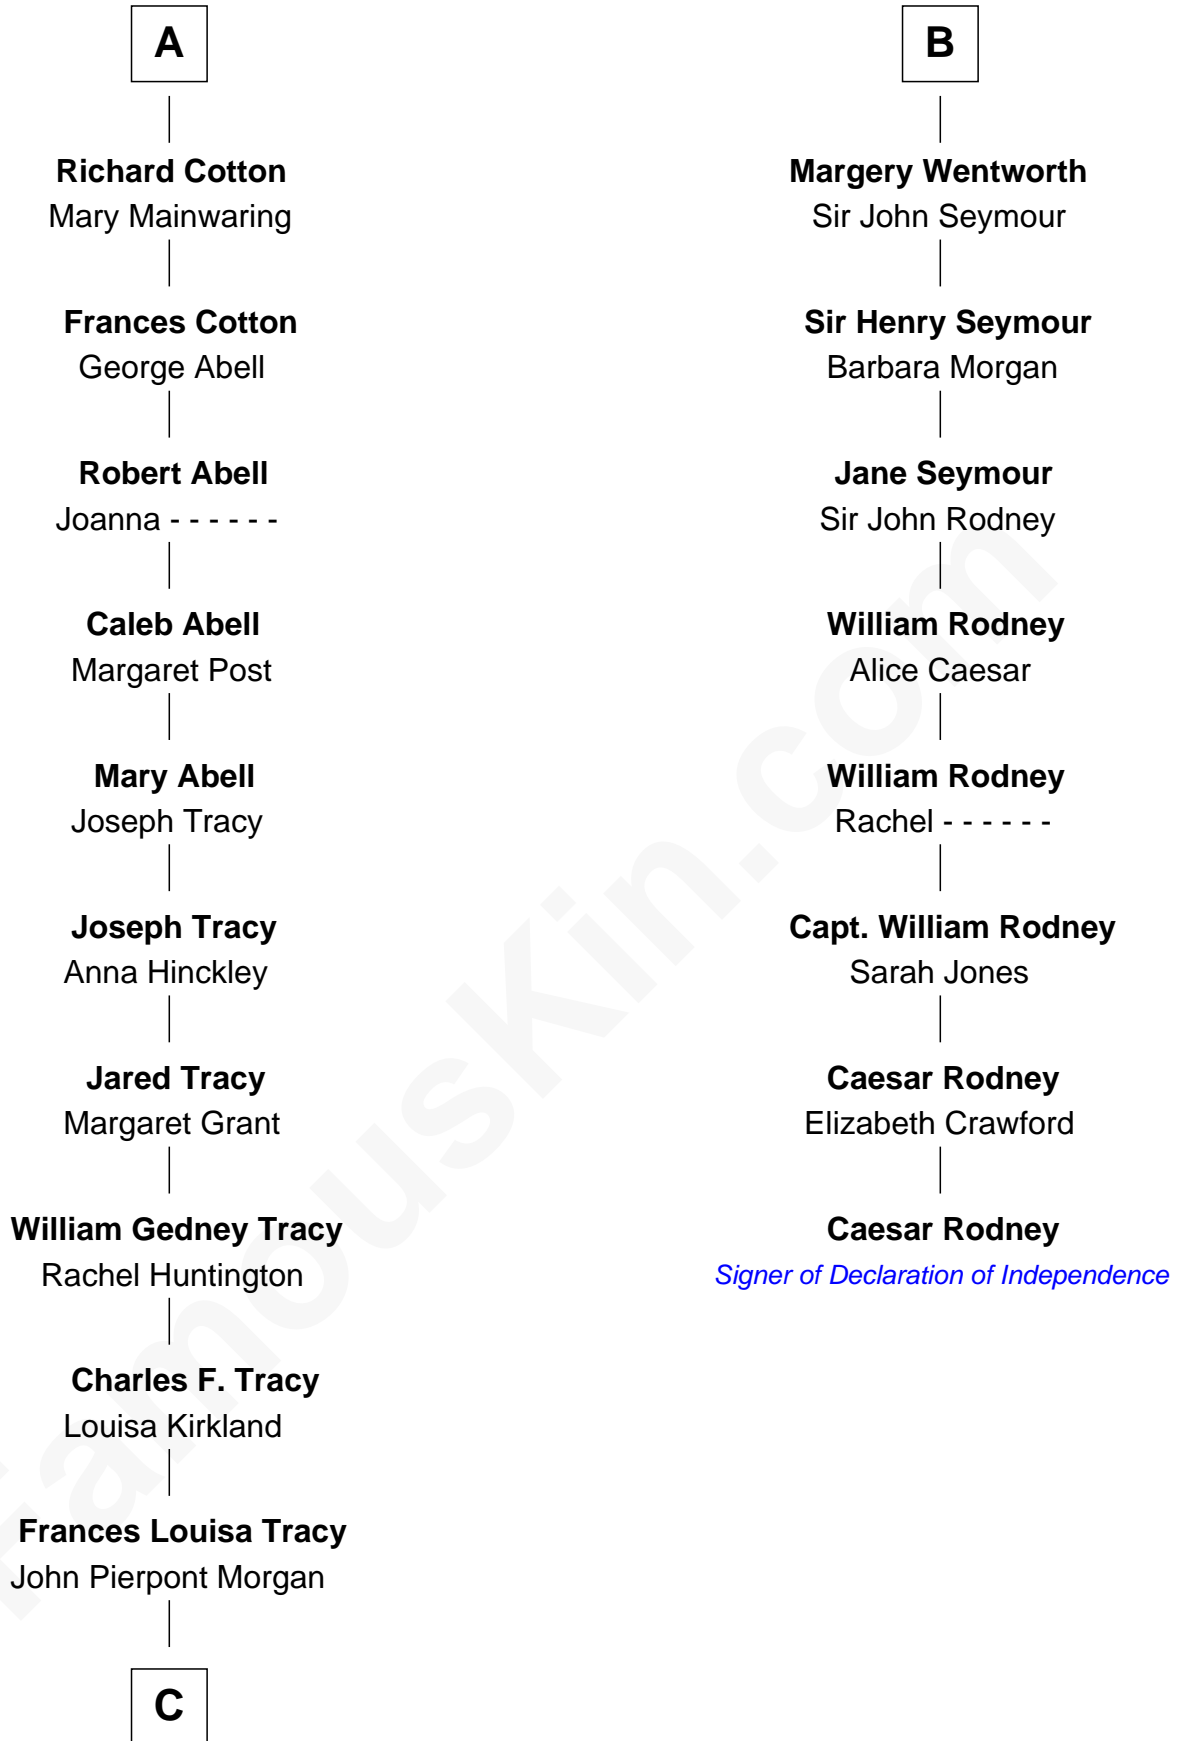 A
Richard Cotton
Mary Mainwaring
Frances Cotton
George Abell
Robert Abell
Joanna - - - - - -
Caleb Abell
Margaret Post
Mary Abell
Joseph Tracy
Joseph Tracy
Anna Hinckley
Jared Tracy
Margaret Grant
William Gedney Tracy
Rachel Huntington
Charles F. Tracy
Louisa Kirkland
Frances Louisa Tracy
John Pierpont Morgan
C
B
Margery Wentworth
Sir John Seymour
Sir Henry Seymour
Barbara Morgan
Jane Seymour
Sir John Rodney
William Rodney
Alice Caesar
William Rodney
Rachel - - - - - -
Capt. William Rodney
Sarah Jones
Caesar Rodney
Elizabeth Crawford
Caesar Rodney
Signer of Declaration of Independence
FamousKin.com